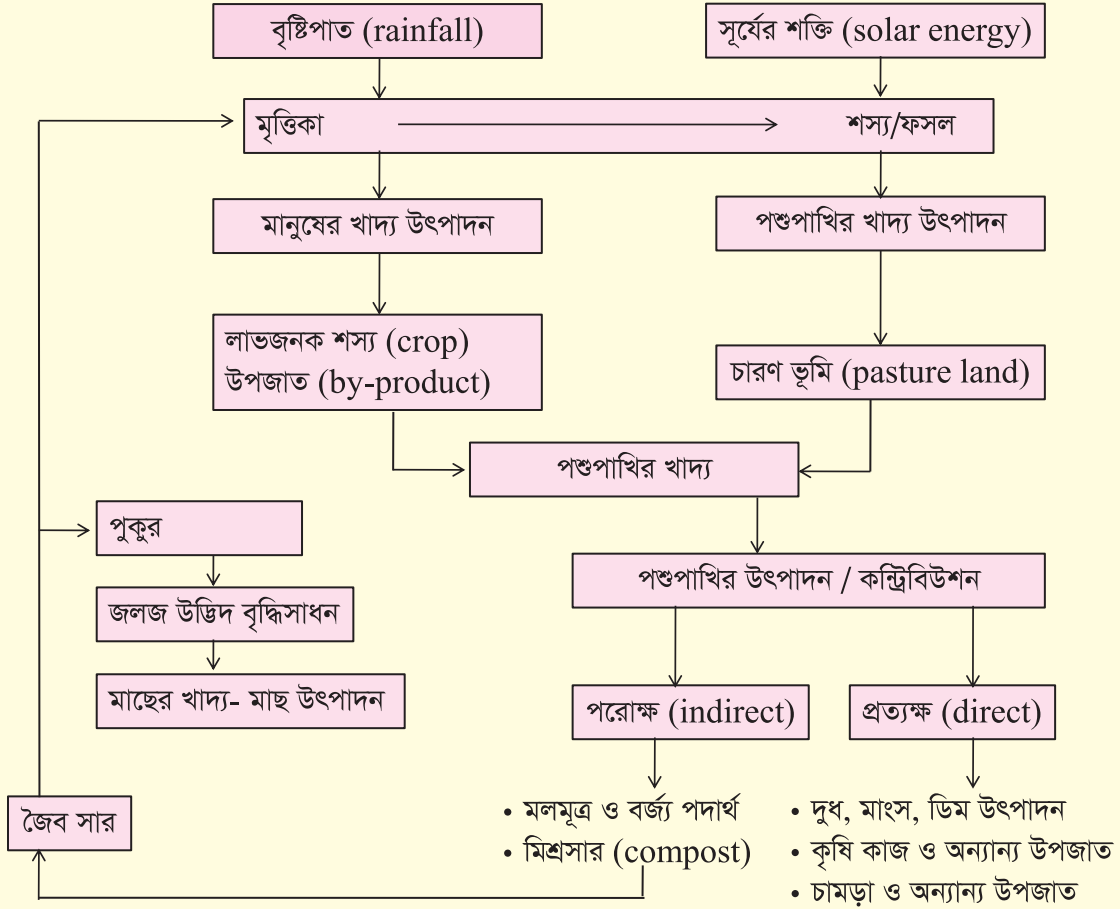 বৃষ্টিপাত (rainfall)
সূর্যের শক্তি (solar energy)
মৃত্তিকা
শস্য/ফসল
মানুষের খাদ্য উৎপাদন
পশুপাখির খাদ্য উৎপাদন
লাভজনক শস্য (crop)
উপজাত (by-product)
চারণ ভূমি (pasture land)
পশুপাখির খাদ্য
পুকুর
পশুপাখির উৎপাদন / কন্ট্রিবিউশন
জলজ উদ্ভিদ বৃদ্ধিসাধন
মাছের খাদ্য- মাছ উৎপাদন
পরোক্ষ (indirect)
প্রত্যক্ষ (direct)
জৈব সার
• মলমূত্র ও বর্জ্য পদার্থ
• মিশ্রসার (compost)
• দুধ, মাংস, ডিম উৎপাদন
• কৃষি কাজ ও অন্যান্য উপজাত
• চামড়া ও অন্যান্য উপজাত